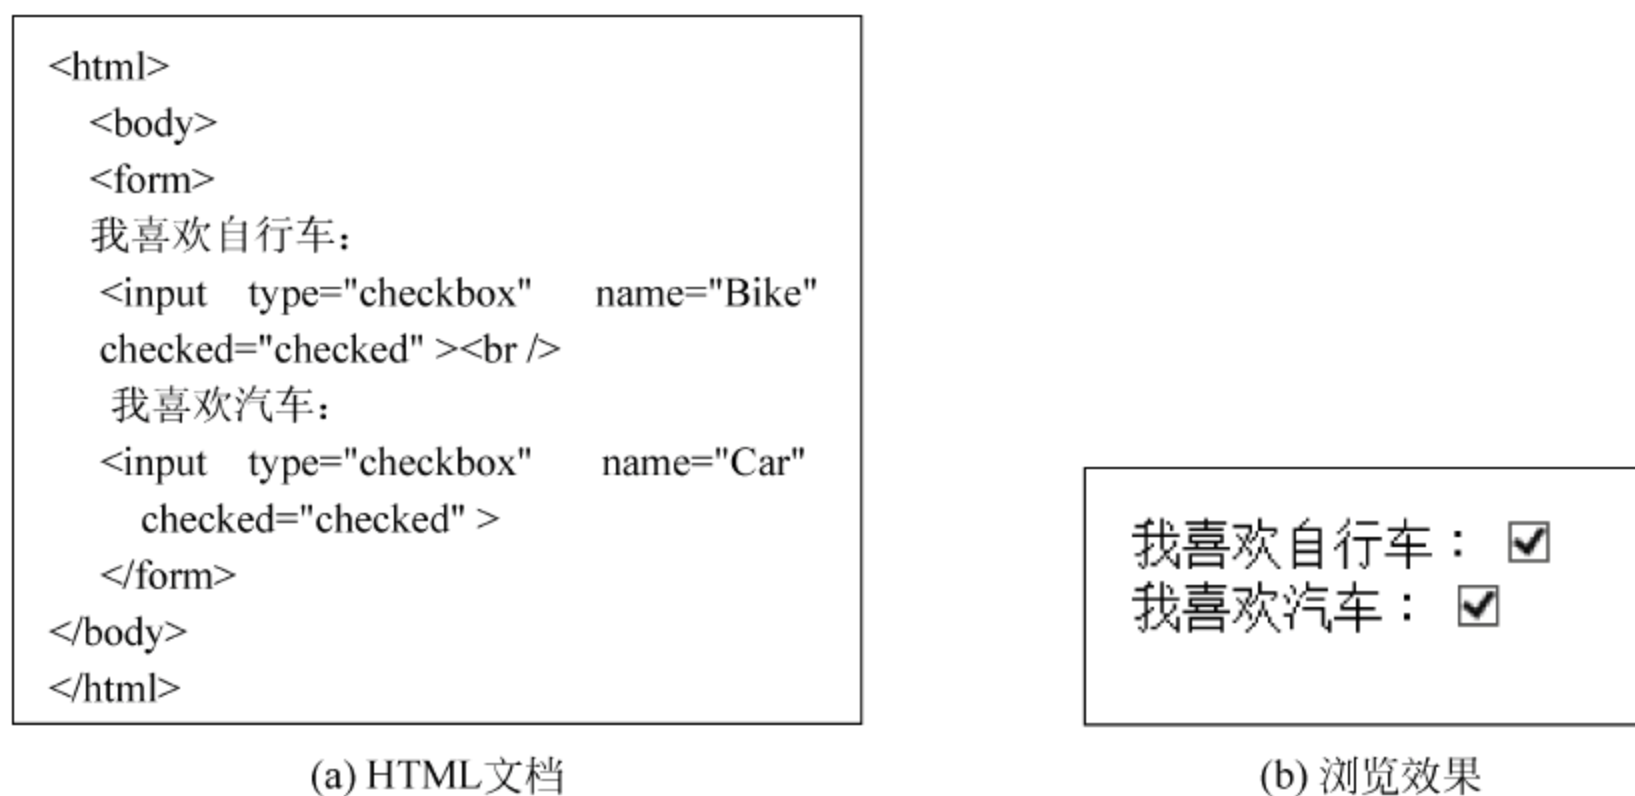 <html>
<body>
<form>
我喜欢自行车：
<input type="checkbox" name="Bike"
checked="checked" ><br />
我喜欢汽车：
<input type="checkbox" name="Car"
checked="checked" >
</form>
</body>
</html>
(a) HTML文档
我喜欢自行车：
我喜欢汽车：
(b) 浏览效果